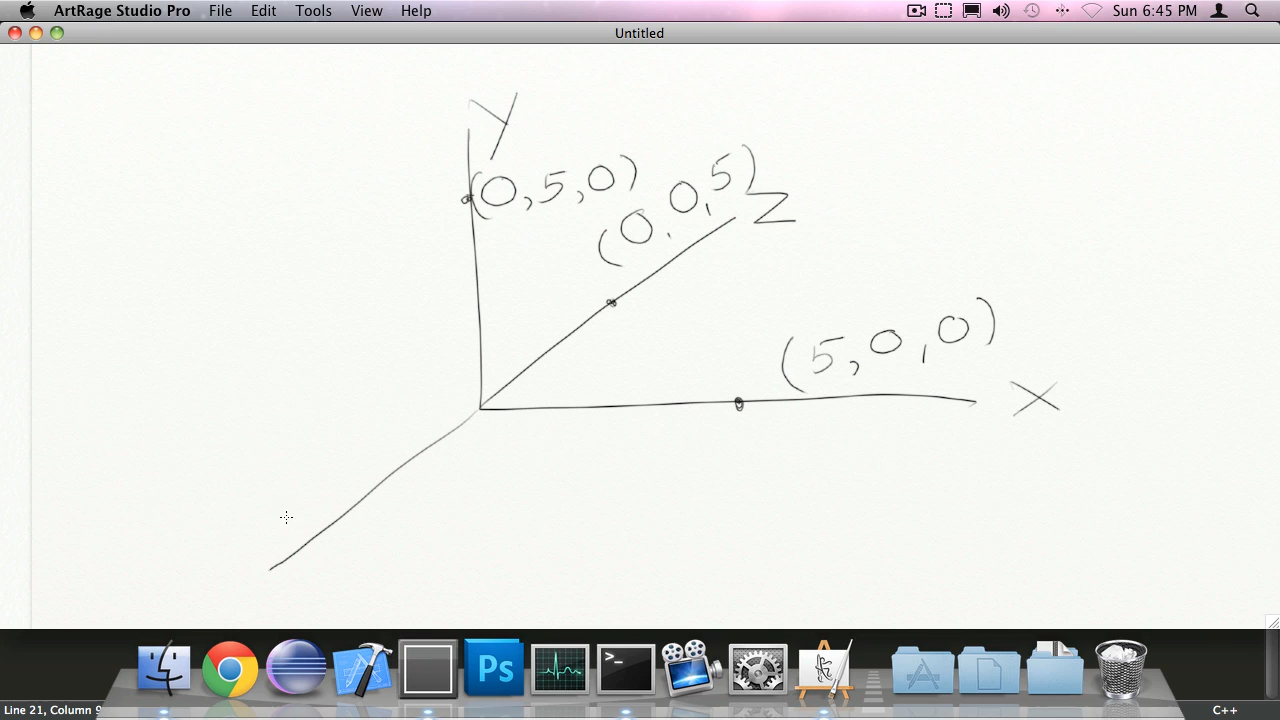 ArtRage Studio Pro File Edit Tools View Help Sun 6:45 PM
Untitled
Y
(0,5,0)
(0,0,5)
Z
(5,0,0)
X
Ps
>_
Line 21, Column 9
C++